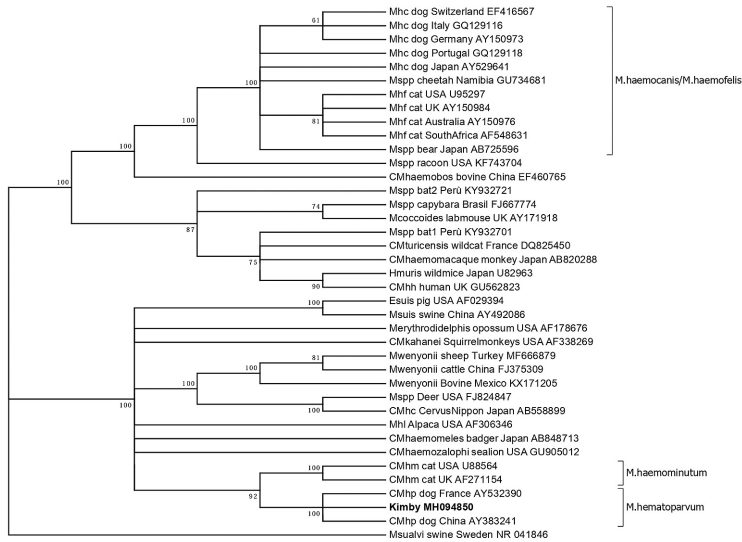 Mhc dog Switzerland EF416567
61
Mhc dog Italy GQ129116
Mhc dog Germany AY150973
Mhc dog Portugal GQ129118
Mhc dog Japan AY529641
Mspp cheetah Namibia GU734681
M.haemocanis/M.haemofelis
100
Mhf cat USA U95297
Mhf cat UK AY150984
Mhf cat Australia AY150976
81
100
Mhf cat SouthAfrica AF548631
Mspp bear Japan AB725596
100
Mspp racoon USA KF743704
CMhaemobos bovine China EF460765
100
Mspp bat2 Perù KY932721
Mspp capybara Brasil FJ667774
74
Mcoccoides labmouse UK AY171918
87
Mspp bat1 Perù KY932701
CMturicensis wildcat France DQ825450
CMhaemomacaque monkey Japan AB820288
75
Hmuris wildmice Japan U82963
90
CMhh human UK GU562823
Esuis pig USA AF029394
100
Msuis swine China AY492086
Merythrodidelphis opossum USA AF178676
CMkahanei Squirrelmonkeys USA AF338269
Mwenyonii sheep Turkey MF666879
81
Mwenyonii cattle China FJ375309
100
100
Mwenyonii Bovine Mexico KX171205
Mspp Deer USA FJ824847
100
CMhc CervusNippon Japan AB558899
100
Mhl Alpaca USA AF306346
CMhaemomeles badger Japan AB848713
CMhaemozalophi sealion USA GU905012
CMhm cat USA U88564
100
M.haemominutum
CMhm cat UK AF271154
92
CMhp dog France AY532390
Kimby MH094850
M.hematoparvum
100
CMhp dog China AY383241
Msualvi swine Sweden NR 041846